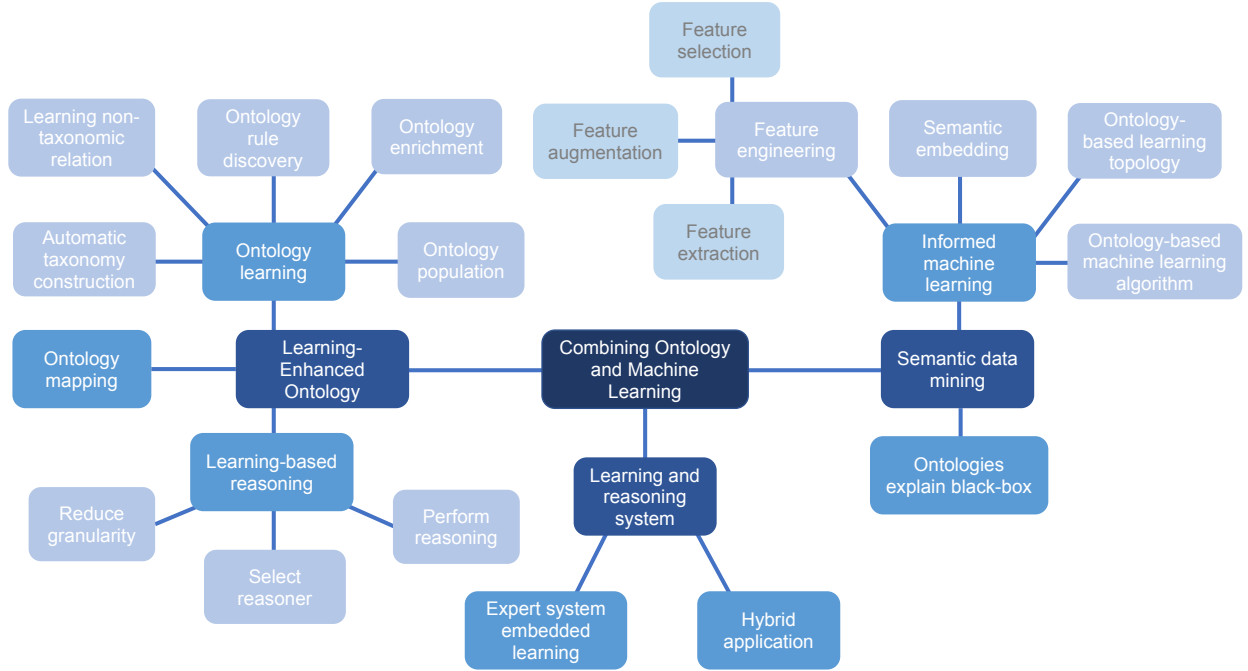 Feature
selection
Learning non-
taxonomic
relation
Ontology
rule
discovery
Ontology
enrichment
Feature
augmentation
Feature
engineering
Semantic
embedding
Ontology-
based learning
topology
Automatic
taxonomy
construction
Ontology
learning
Ontology
population
Feature
extraction
Informed
machine
learning
Ontology-based
machine learning
algorithm
Ontology
mapping
Learning-
Enhanced
Ontology
Combining Ontology
and Machine
Learning
Semantic data
mining
Learning-based
reasoning
Learning and
reasoning
system
Ontologies
explain black-box
Reduce
granularity
Perform
reasoning
Select
reasoner
Expert system
embedded
learning
Hybrid
application